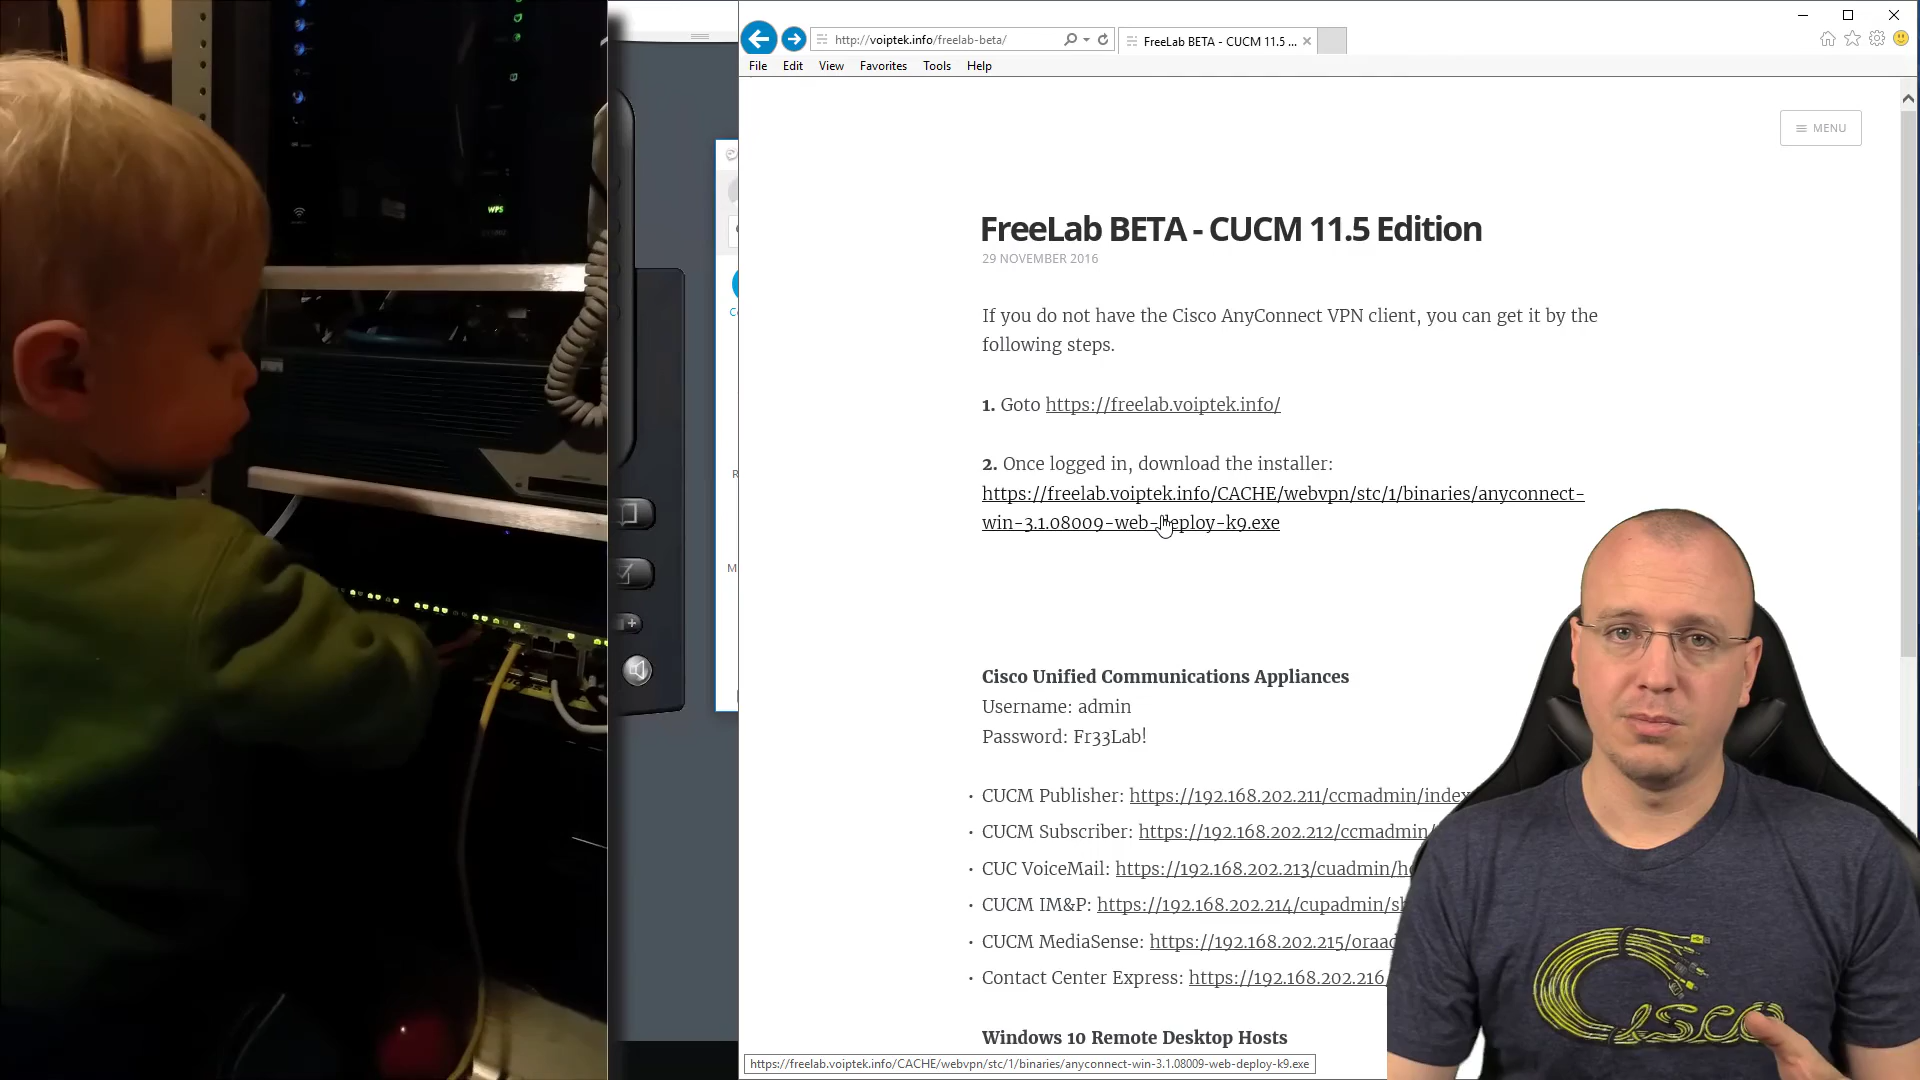 http://voiptek.info/freelab-beta/
FreeLab BETA - CUCM 11.5 ...
File Edit View Favorites Tools Help
MENU
WPS
FreeLab BETA - CUCM 11.5 Edition
29 NOVEMBER 2016
If you do not have the Cisco AnyConnect VPN client, you can get it by the
following steps.
1. Goto https://freelab.voiptek.info/
2. Once logged in, download the installer:
https://freelab.voiptek.info/CACHE/webvpn/stc/1/binaries/anyconnect-
win-3.1.08009-web-deploy-k9.exe
Cisco Unified Communications Appliances
Username: admin
Password: Fr33Lab!
• CUCM Publisher: https://192.168.202.211/ccmadmin/index
• CUCM Subscriber: https://192.168.202.212/ccmadmin/
• CUC VoiceMail: https://192.168.202.213/cuadmin/ho
• CUCM IM&P: https://192.168.202.214/cupadmin/sh
• CUCM MediaSense: https://192.168.202.215/oraad
• Contact Center Express: https://192.168.202.216/
Windows 10 Remote Desktop Hosts
https://freelab.voiptek.info/CACHE/webvpn/stc/1/binaries/anyconnect-win-3.1.08009-web-deploy-k9.exe
Cisco